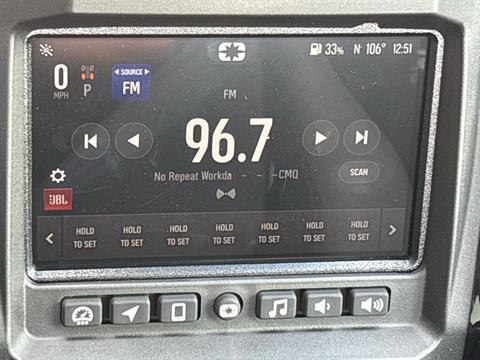 33% N 106° 12:51
0 MPH P ◄ SOURCE ► FM
FM
96.7
No Repeat Workda ~ ~ ~CMQ
SCAN
JBL
HOLD TO SET HOLD TO SET HOLD TO SET HOLD TO SET HOLD TO SET HOLD TO SET HOLD TO SET